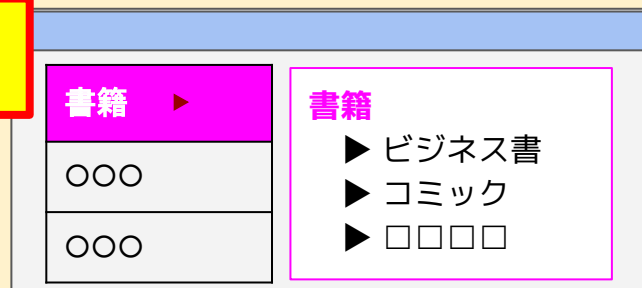 書籍 ▶
〇〇〇
〇〇〇
書籍
▶ ビジネス書
▶ コミック
▶ □□□□